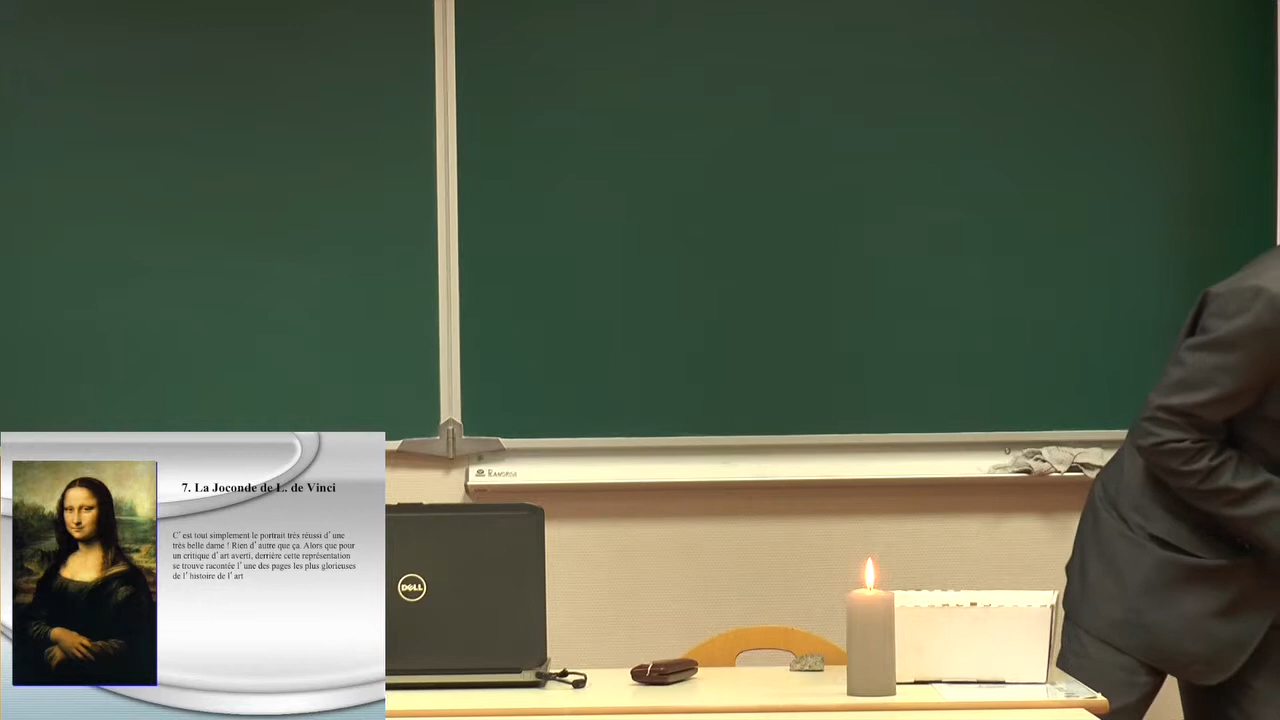 7. La Joconde de L. de Vinci
C’est tout simplement le portrait très réussi d’une
très belle dame ! Rien d’autre que ça. Alors que pour
un critique d’art averti, derrière cette représentation
se trouve racontée l’une des pages les plus glorieuses
de l’histoire de l’art
DELL